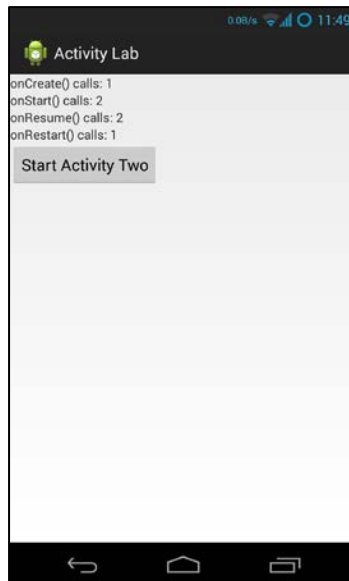 0.08/s 11:49
Activity Lab
onCreate() calls: 1
onStart() calls: 2
onResume() calls: 2
onRestart() calls: 1
Start Activity Two